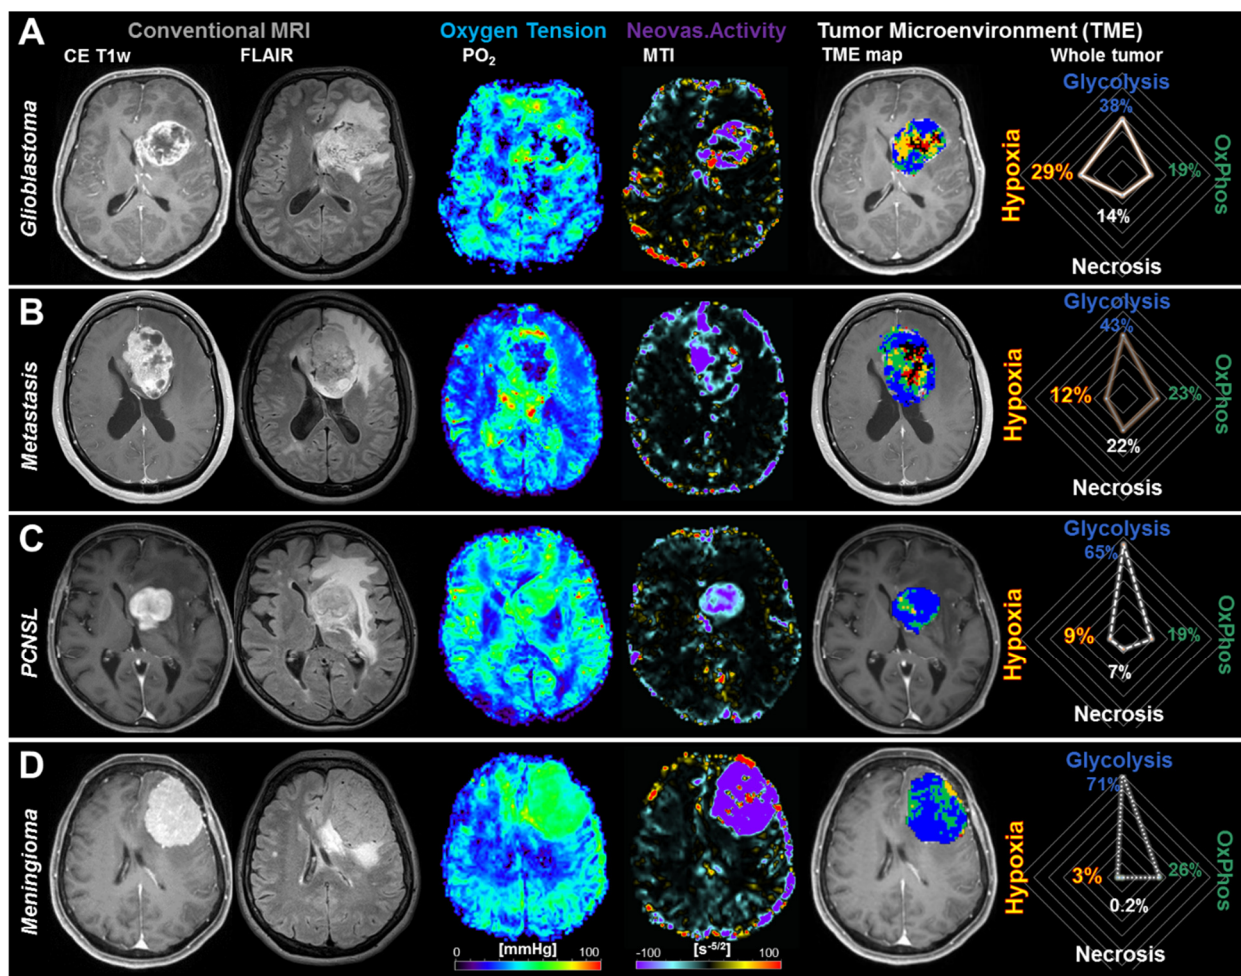 A
Conventional MRI
Oxygen Tension
Neovas.Activity
Tumor Microenvironment (TME)
CE T1w
FLAIR
PO₂
MTI
TME map
Whole tumor
Glioblastoma
Glycolysis
38%
Hypoxia
29%
19%
OxPhos
14%
Necrosis
B
Metastasis
Glycolysis
43%
Hypoxia
12%
23%
OxPhos
22%
Necrosis
C
PCNSL
Glycolysis
65%
Hypoxia
9%
19%
OxPhos
7%
Necrosis
D
Meningioma
Glycolysis
71%
Hypoxia
3%
26%
OxPhos
0.2%
Necrosis
0 [mmHg] 100
-100 [s⁻⁵ᐟ²] 100